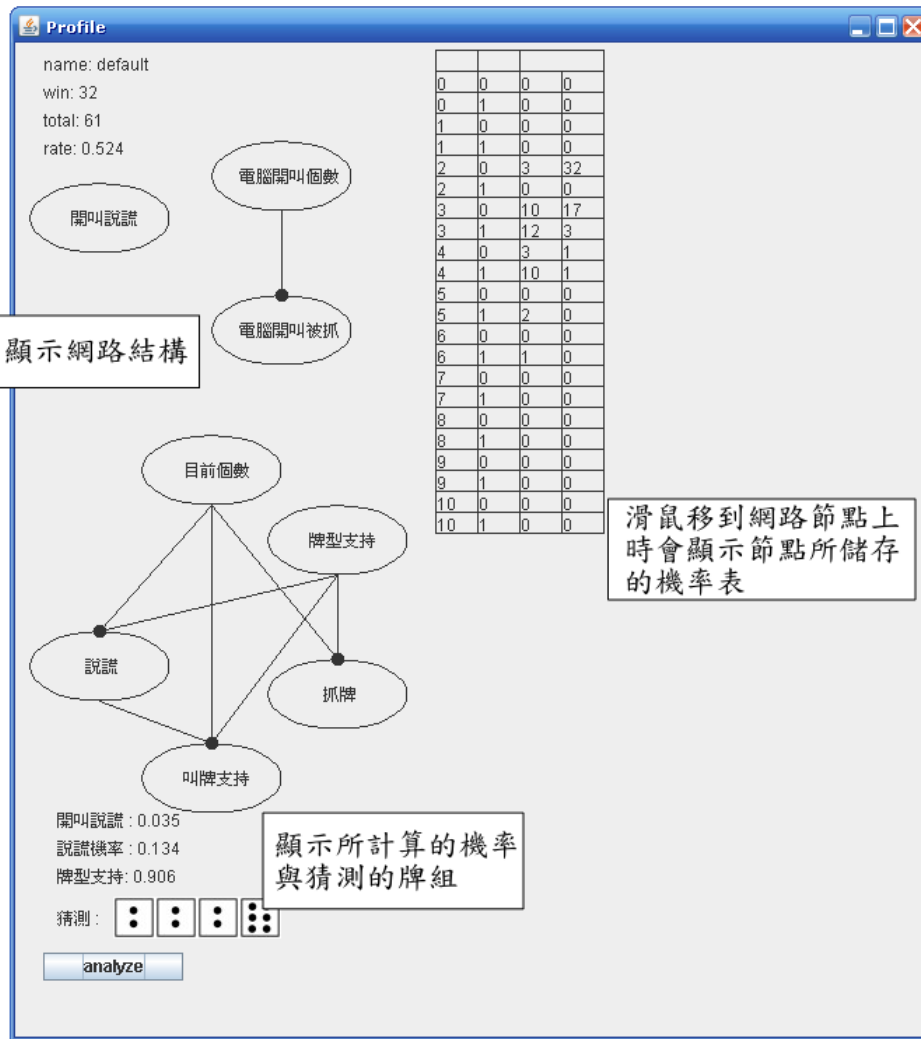 Profile
name: default
win: 32
total: 61
rate: 0.524
電腦開叫個數
開叫說謊
電腦開叫被抓
顯示網路結構
目前個數
牌型支持
說謊
抓牌
叫牌支持
0 0 0 0
0 1 0 0
1 0 0 0
1 1 0 0
2 0 3 32
2 1 0 0
3 0 10 17
3 1 12 3
4 0 3 1
4 1 10 1
5 0 0 0
5 1 2 0
6 0 0 0
6 1 1 0
7 0 0 0
7 1 0 0
8 0 0 0
8 1 0 0
9 0 0 0
9 1 0 0
10 0 0 0
10 1 0 0
滑鼠移到網路節點上
時會顯示節點所儲存
的機率表
開叫說謊 : 0.035
說謊機率 : 0.134
牌型支持: 0.906
顯示所計算的機率
與猜測的牌組
猜測 :
analyze